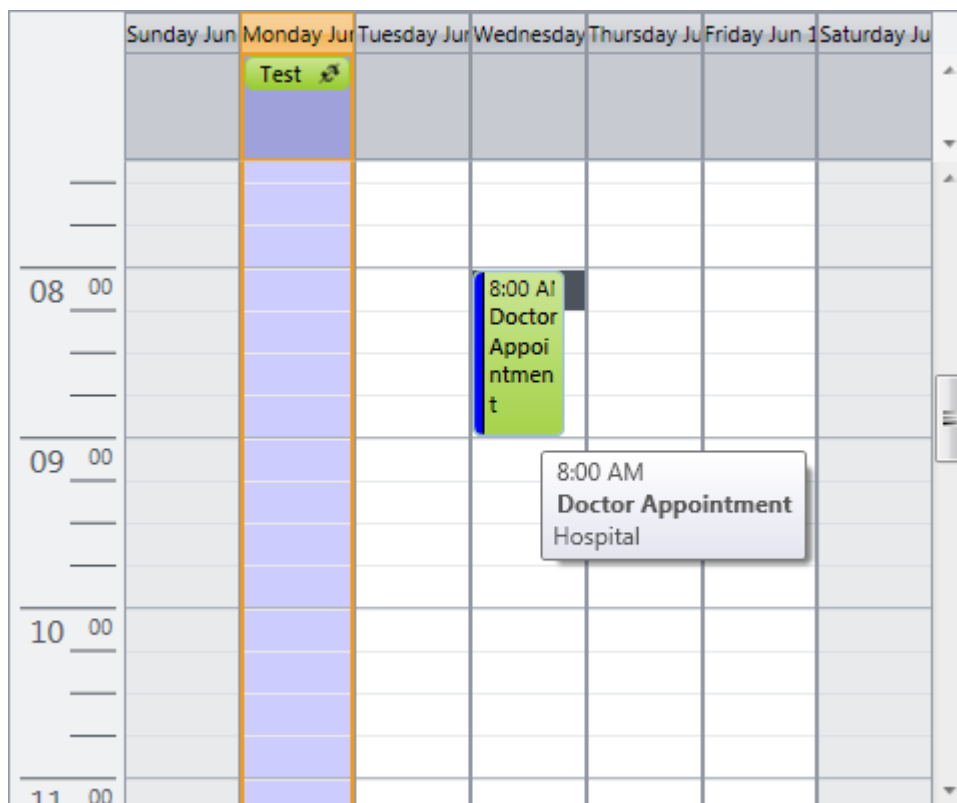 Sunday Jun
Monday Jur
Tuesday Jur
Wednesday
Thursday Ju
Friday Jun 1
Saturday Ju
Test
08 00
8:00 AM
Doctor
Appoi
ntmen
t
09 00
8:00 AM
Doctor Appointment
Hospital
10 00
11 00